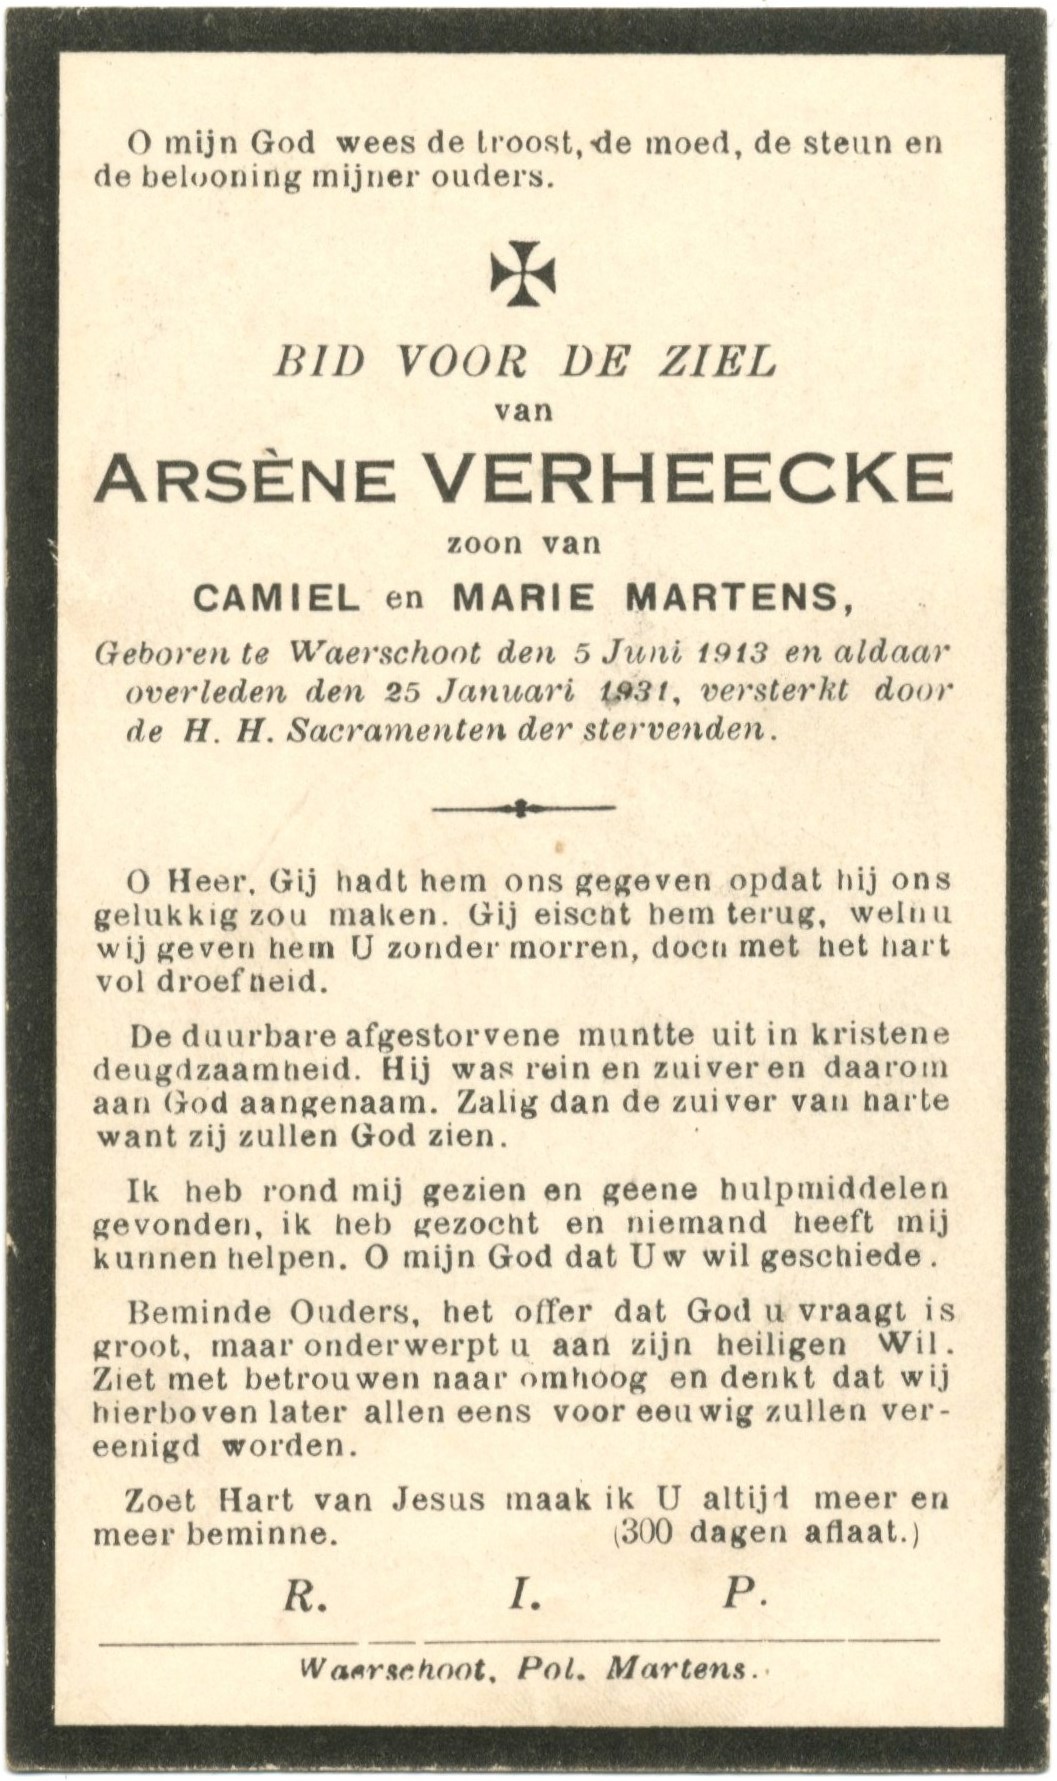 O mijn God wees de troost, de moed, de steun en
de belooning mijner ouders.
BID VOOR DE ZIEL
van
ARSÈNE VERHEECKE
zoon van
CAMIEL en MARIE MARTENS,
Geboren te Waerschoot den 5 Juni 1913 en aldaar
overleden den 25 Januari 1931, versterkt door
de H. H. Sacramenten der stervenden.
O Heer, Gij hadt hem ons gegeven opdat hij ons
gelukkig zou maken. Gij eischt hem terug, welnu
wij geven hem U zonder morren, doch met het hart
vol droefheid.
De duurbare afgestorvene muntte uit in kristene
deugdzaamheid. Hij was rein en zuiver en daarom
aan God aangenaam. Zalig dan de zuiver van harte
want zij zullen God zien.
Ik heb rond mij gezien en geene hulpmiddelen
gevonden, ik heb gezocht en niemand heeft mij
kunnen helpen. O mijn God dat Uw wil geschiede.
Beminde Ouders, het offer dat God u vraagt is
groot, maar onderwerpt u aan zijn heiligen Wil.
Ziet met betrouwen naar omhoog en denkt dat wij
hierboven later allen eens voor eeuwig zullen ver-
eenigd worden.
Zoet Hart van Jesus maak ik U altijd meer en
meer beminne. (300 dagen aflaat.)
R. I. P.
Waerschoot, Pol. Martens.